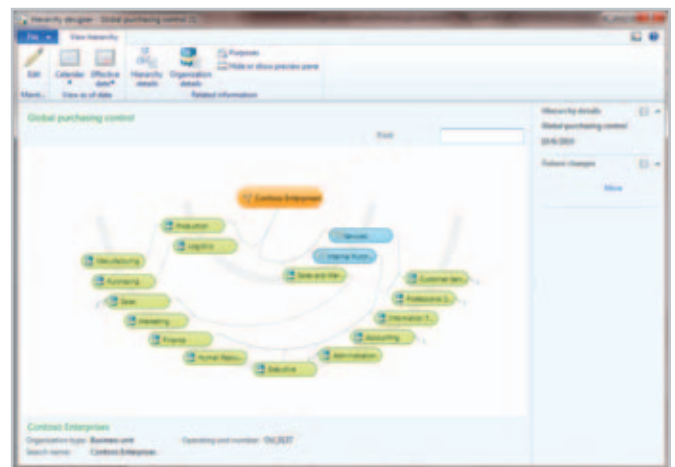 Hierarchy designer - Global purchasing control
File View hierarchy
Edit Calendar Effective date Hierarchy details Organization details Purposes
Hide or show preview pane
View as of date Related information
Global purchasing control
Find
Hierarchy details
Global purchasing control
Future changes
More
Contoso Enterprises
Production
Logistics
Services
Manufacturing
Purchasing
Sales
Marketing
Finance
Human Resou...
Executive
Administration
Accounting
Information T...
Professional S...
Customer Serv...
Contoso Enterprises
Organization type: Business unit Operating unit number:
Search name: Contoso Enterprises